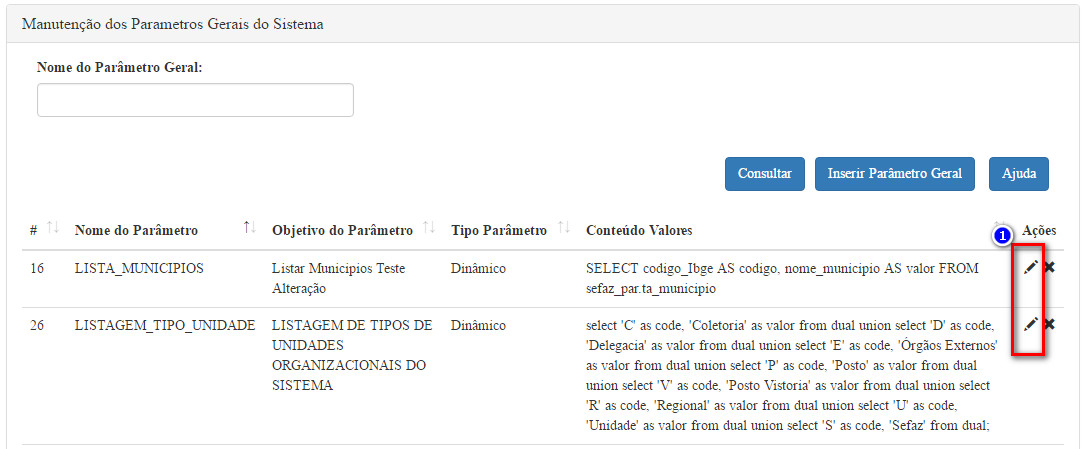 Manutenção dos Parametros Gerais do Sistema
Nome do Parâmetro Geral:
Consultar Inserir Parâmetro Geral Ajuda
# Nome do Parâmetro Objetivo do Parâmetro Tipo Parâmetro Conteúdo Valores Ações
1
16 LISTA_MUNICIPIOS Listar Municipios Teste Dinâmico SELECT codigo_Ibge AS codigo, nome_municipio AS valor FROM
Alteração sefaz_par.ta_municipio
26 LISTAGEM_TIPO_UNIDADE LISTAGEM DE TIPOS DE Dinâmico select 'C' as code, 'Coletoria' as valor from dual union select 'D' as code,
UNIDADES 'Delegacia' as valor from dual union select 'E' as code, 'Órgãos Externos'
ORGANIZACIONAIS DO as valor from dual union select 'P' as code, 'Posto' as valor from dual
SISTEMA union select 'V' as code, 'Posto Vistoria' as valor from dual union select
'R' as code, 'Regional' as valor from dual union select 'U' as code,
'Unidade' as valor from dual union select 'S' as code, 'Sefaz' from dual;